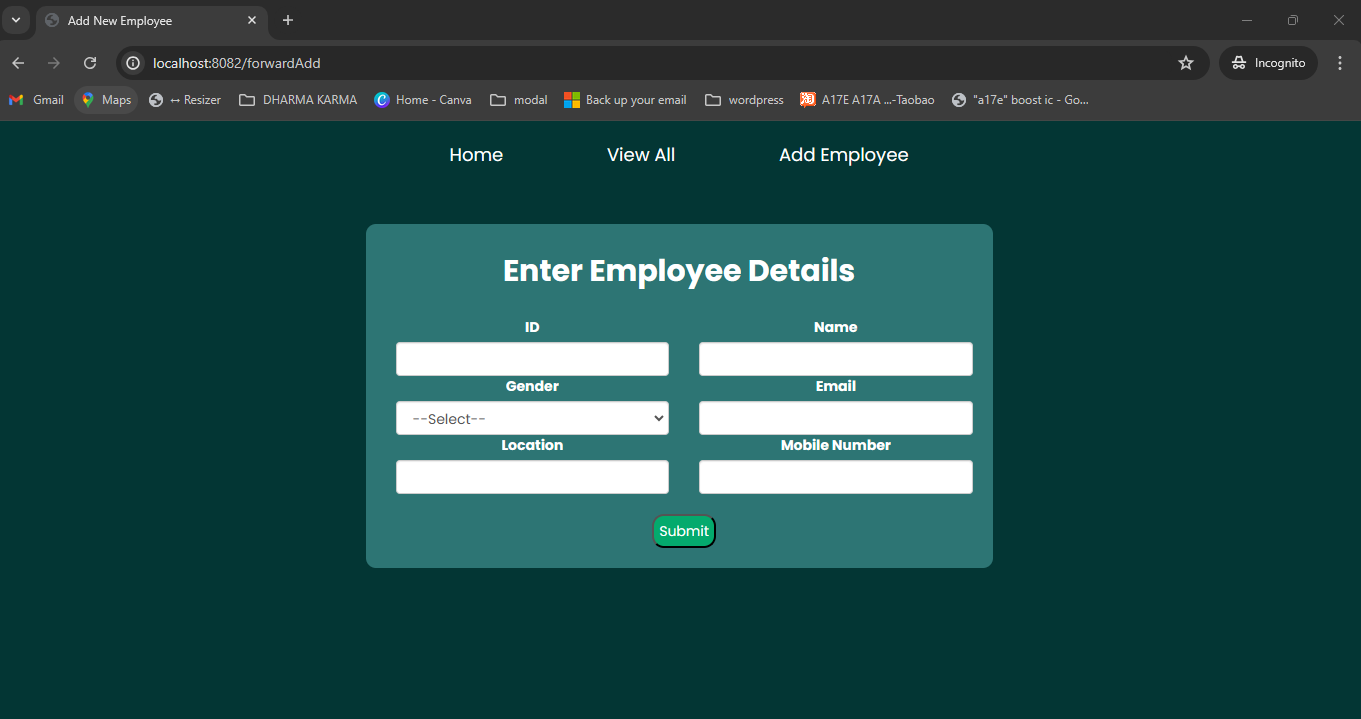 Add New Employee
localhost:8082/forwardAdd
Incognito
Gmail Maps ↔ Resizer DHARMA KARMA Home - Canva modal Back up your email wordpress A17E A17A ...-Taobao "a17e" boost ic - Go...
Home View All Add Employee
Enter Employee Details
ID Name
Gender Email
--Select--
Location Mobile Number
Submit